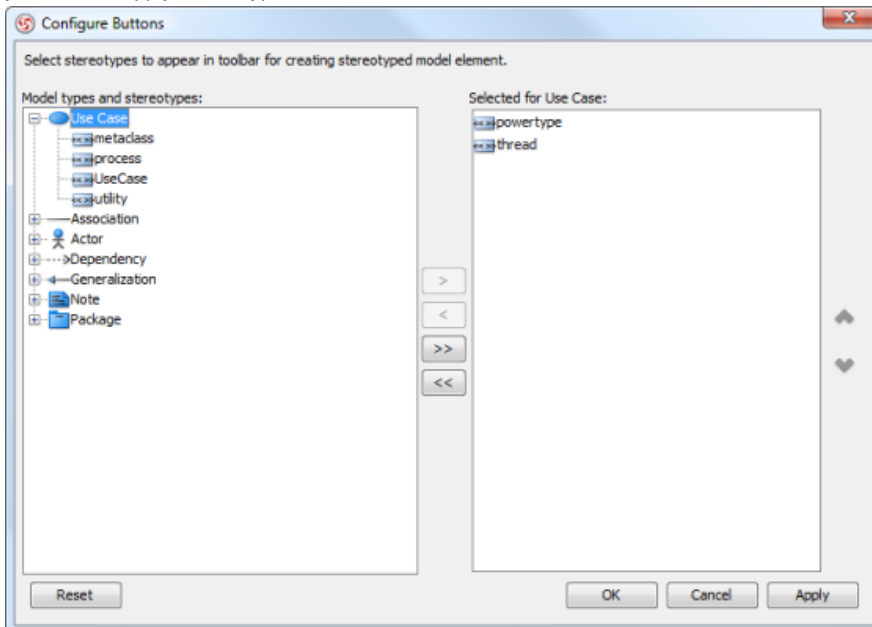 Configure Buttons
Select stereotypes to appear in toolbar for creating stereotyped model element.
Model types and stereotypes:
Use Case
<< >> metaclass
<< >> process
<< >> UseCase
<< >> utility
Association
Actor
Dependency
Generalization
Note
Package
>
<
>>
<<
Selected for Use Case:
<< >> powertype
<< >> thread
Reset
OK Cancel Apply